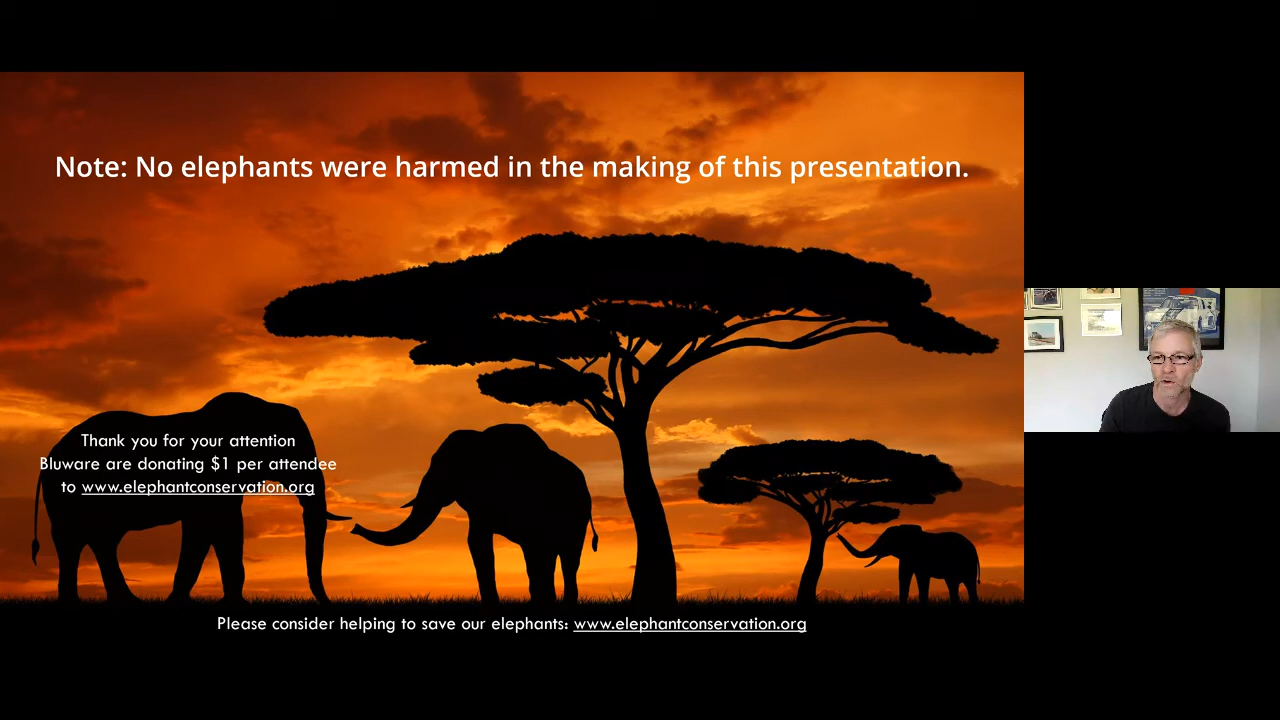 Note: No elephants were harmed in the making of this presentation.
Thank you for your attention
Bluware are donating $1 per attendee
to www.elephantconservation.org
Please consider helping to save our elephants: www.elephantconservation.org